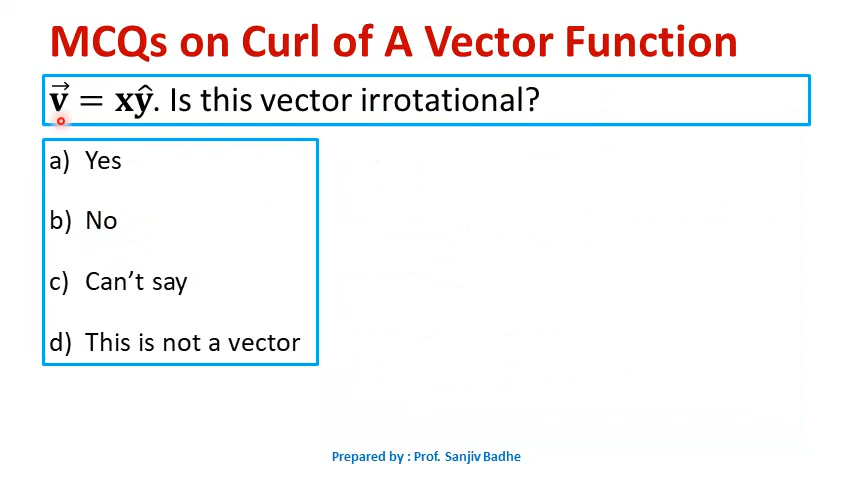 MCQs on Curl of A Vector Function
v⃗ = xŷ. Is this vector irrotational?
a) Yes
b) No
c) Can’t say
d) This is not a vector
Prepared by : Prof. Sanjiv Badhe